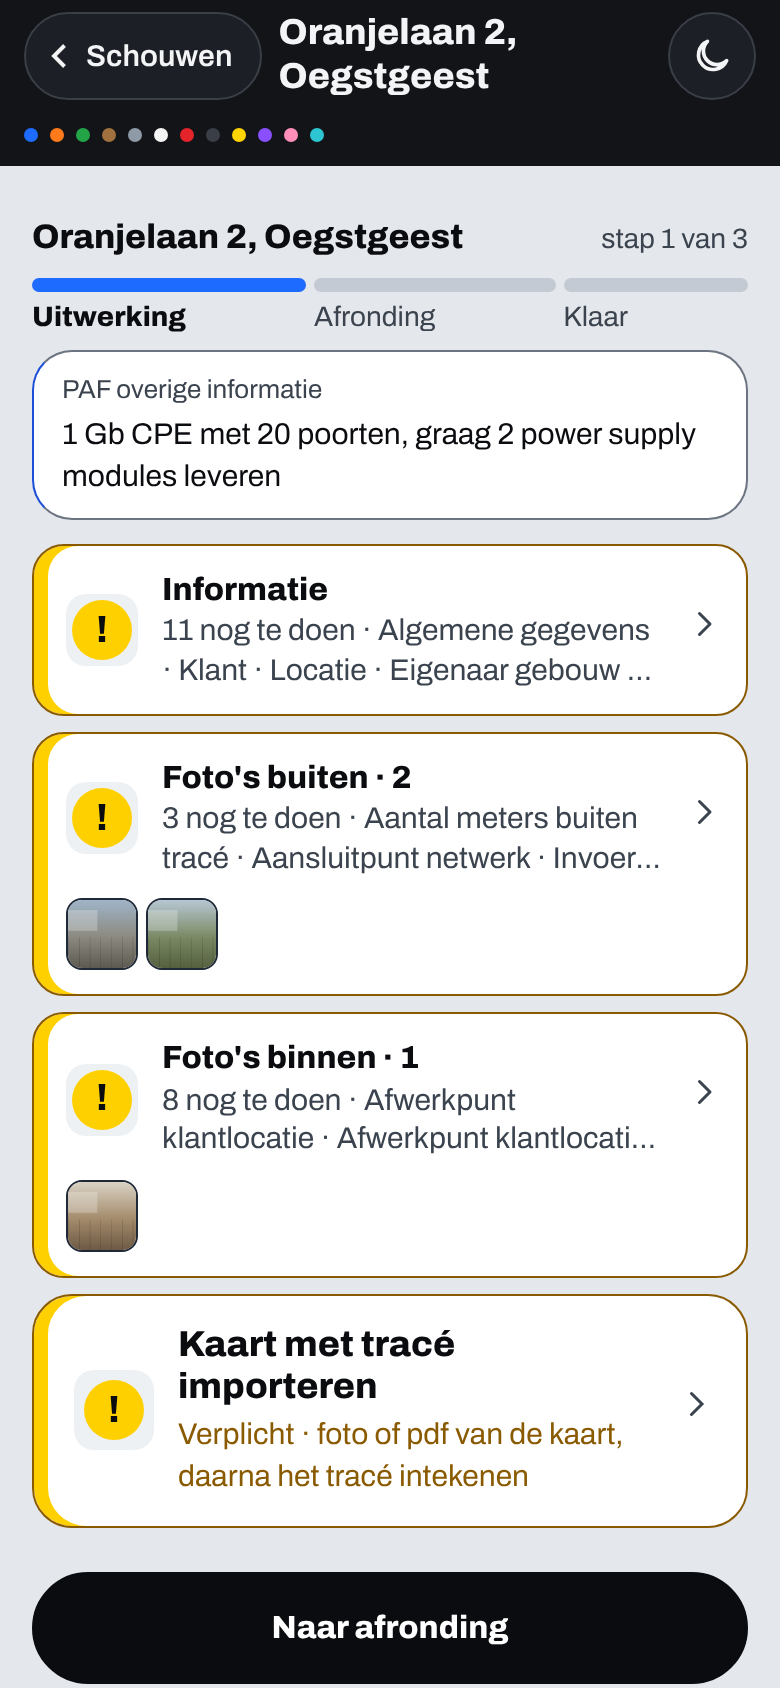 Schouwen
Oranjelaan 2,
Oegstgeest
Oranjelaan 2, Oegstgeest
stap 1 van 3
Uitwerking
Afronding
Klaar
PAF overige informatie
1 Gb CPE met 20 poorten, graag 2 power supply
modules leveren
!
Informatie
11 nog te doen · Algemene gegevens
· Klant · Locatie · Eigenaar gebouw ...
!
Foto's buiten · 2
3 nog te doen · Aantal meters buiten
tracé · Aansluitpunt netwerk · Invoer...
!
Foto's binnen · 1
8 nog te doen · Afwerkpunt
klantlocatie · Afwerkpunt klantlocati...
!
Kaart met tracé
importeren
Verplicht · foto of pdf van de kaart,
daarna het tracé intekenen
Naar afronding